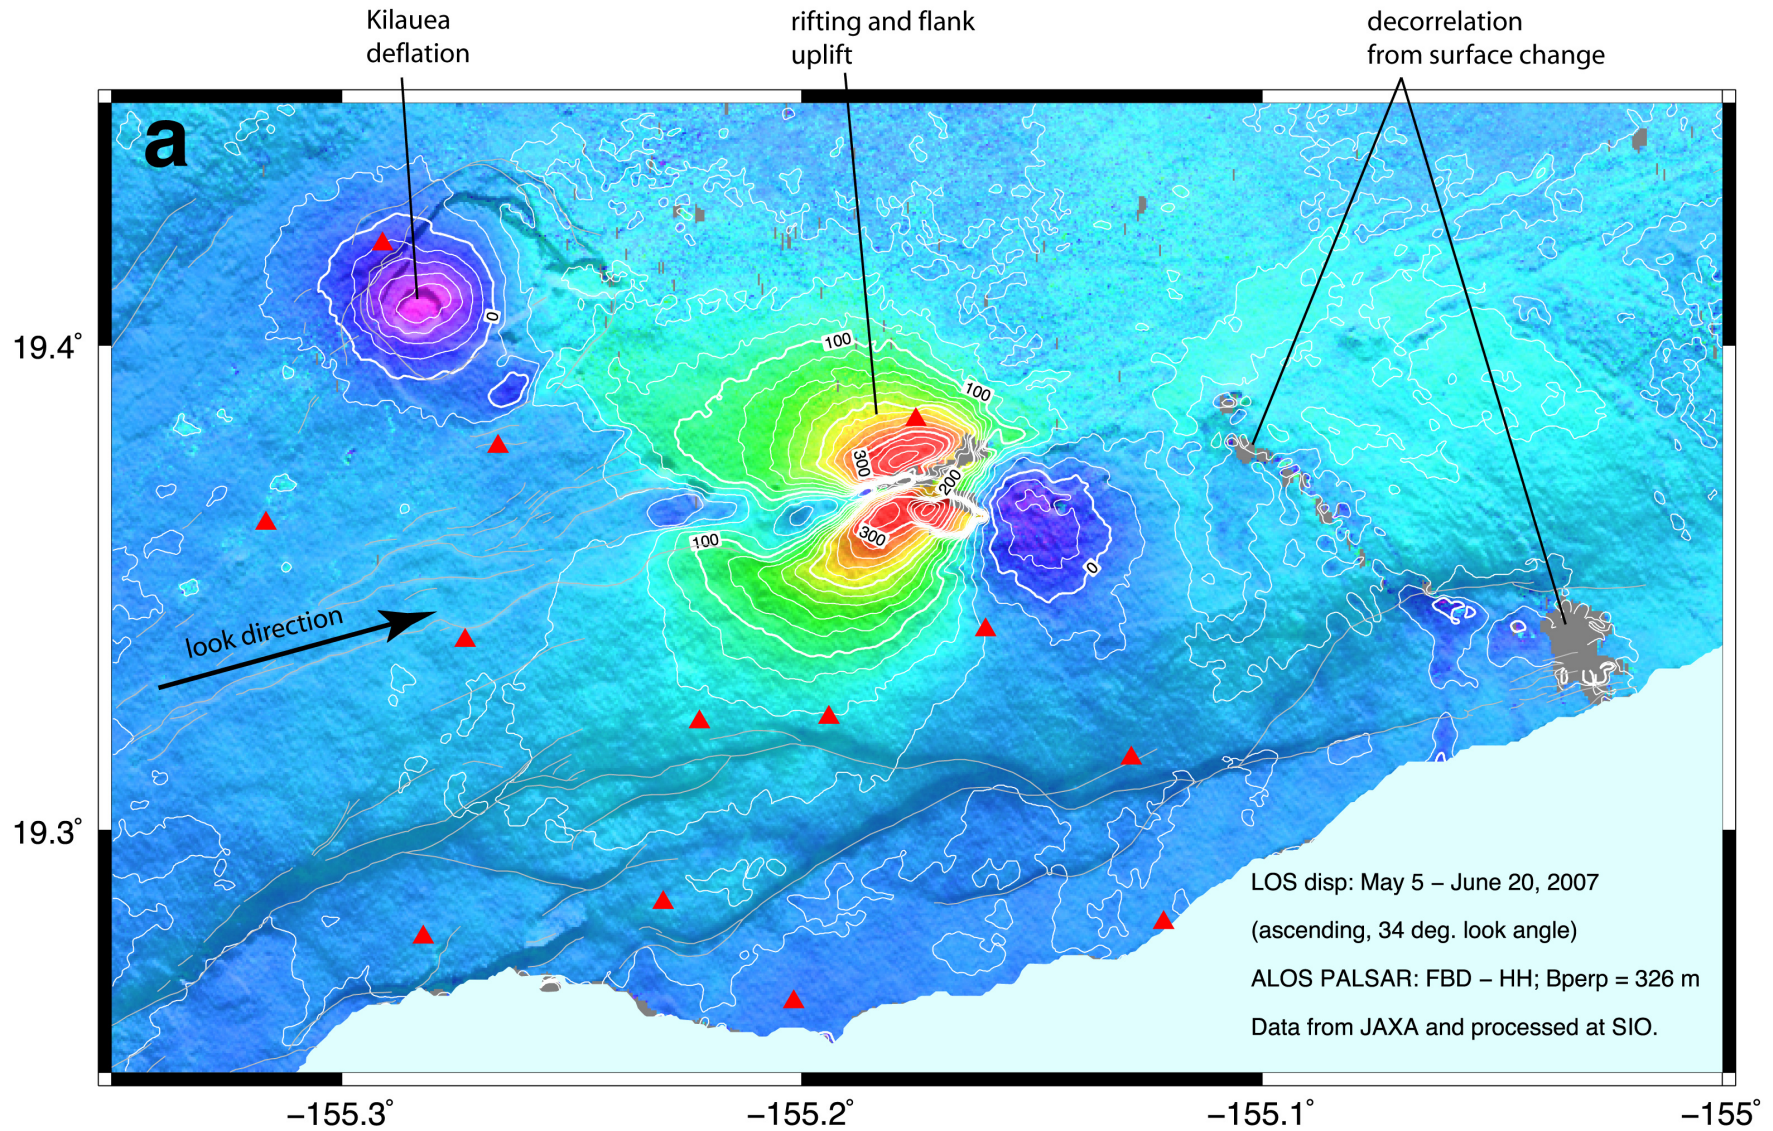 Kilauea
deflation
rifting and flank
uplift
decorrelation
from surface change
a
0
100
100
19.4°
300
200
100
300
0
look direction
19.3°
LOS disp: May 5 – June 20, 2007
(ascending, 34 deg. look angle)
ALOS PALSAR: FBD – HH; Bperp = 326 m
Data from JAXA and processed at SIO.
−155.3°
−155.2°
−155.1°
−155°